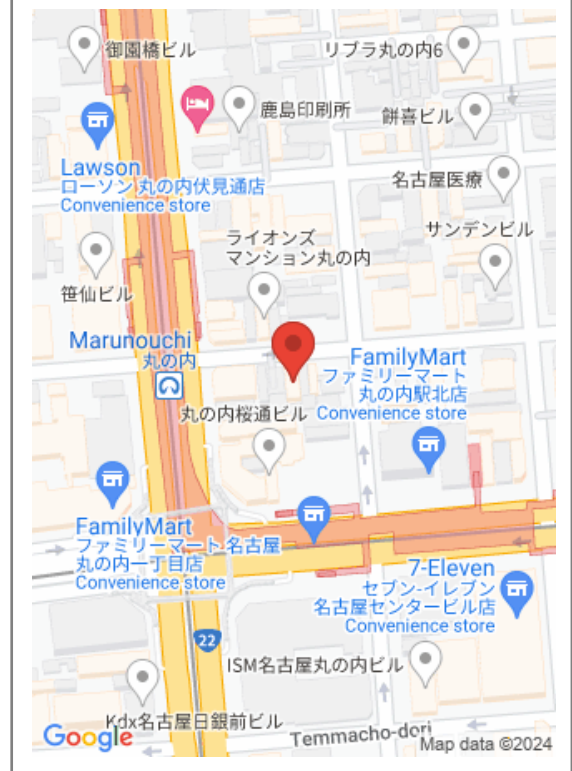 御園橋ビル
リブラ丸の内6
鹿島印刷所
餅喜ビル
Lawson
ローソン 丸の内伏見通店
Convenience store
名古屋医療
サンデンビル
ライオンズ
マンション丸の内
笹仙ビル
Marunouchi
丸の内
FamilyMart
ファミリーマート
丸の内駅北店
Convenience store
丸の内桜通ビル
FamilyMart
ファミリーマート 名古屋
丸の内一丁目店
Convenience store
7-Eleven
セブン-イレブン
名古屋センタービル店
Convenience store
22
ISM名古屋丸の内ビル
Kdx名古屋日銀前ビル
Temmacho-dori
Google
Map data ©2024